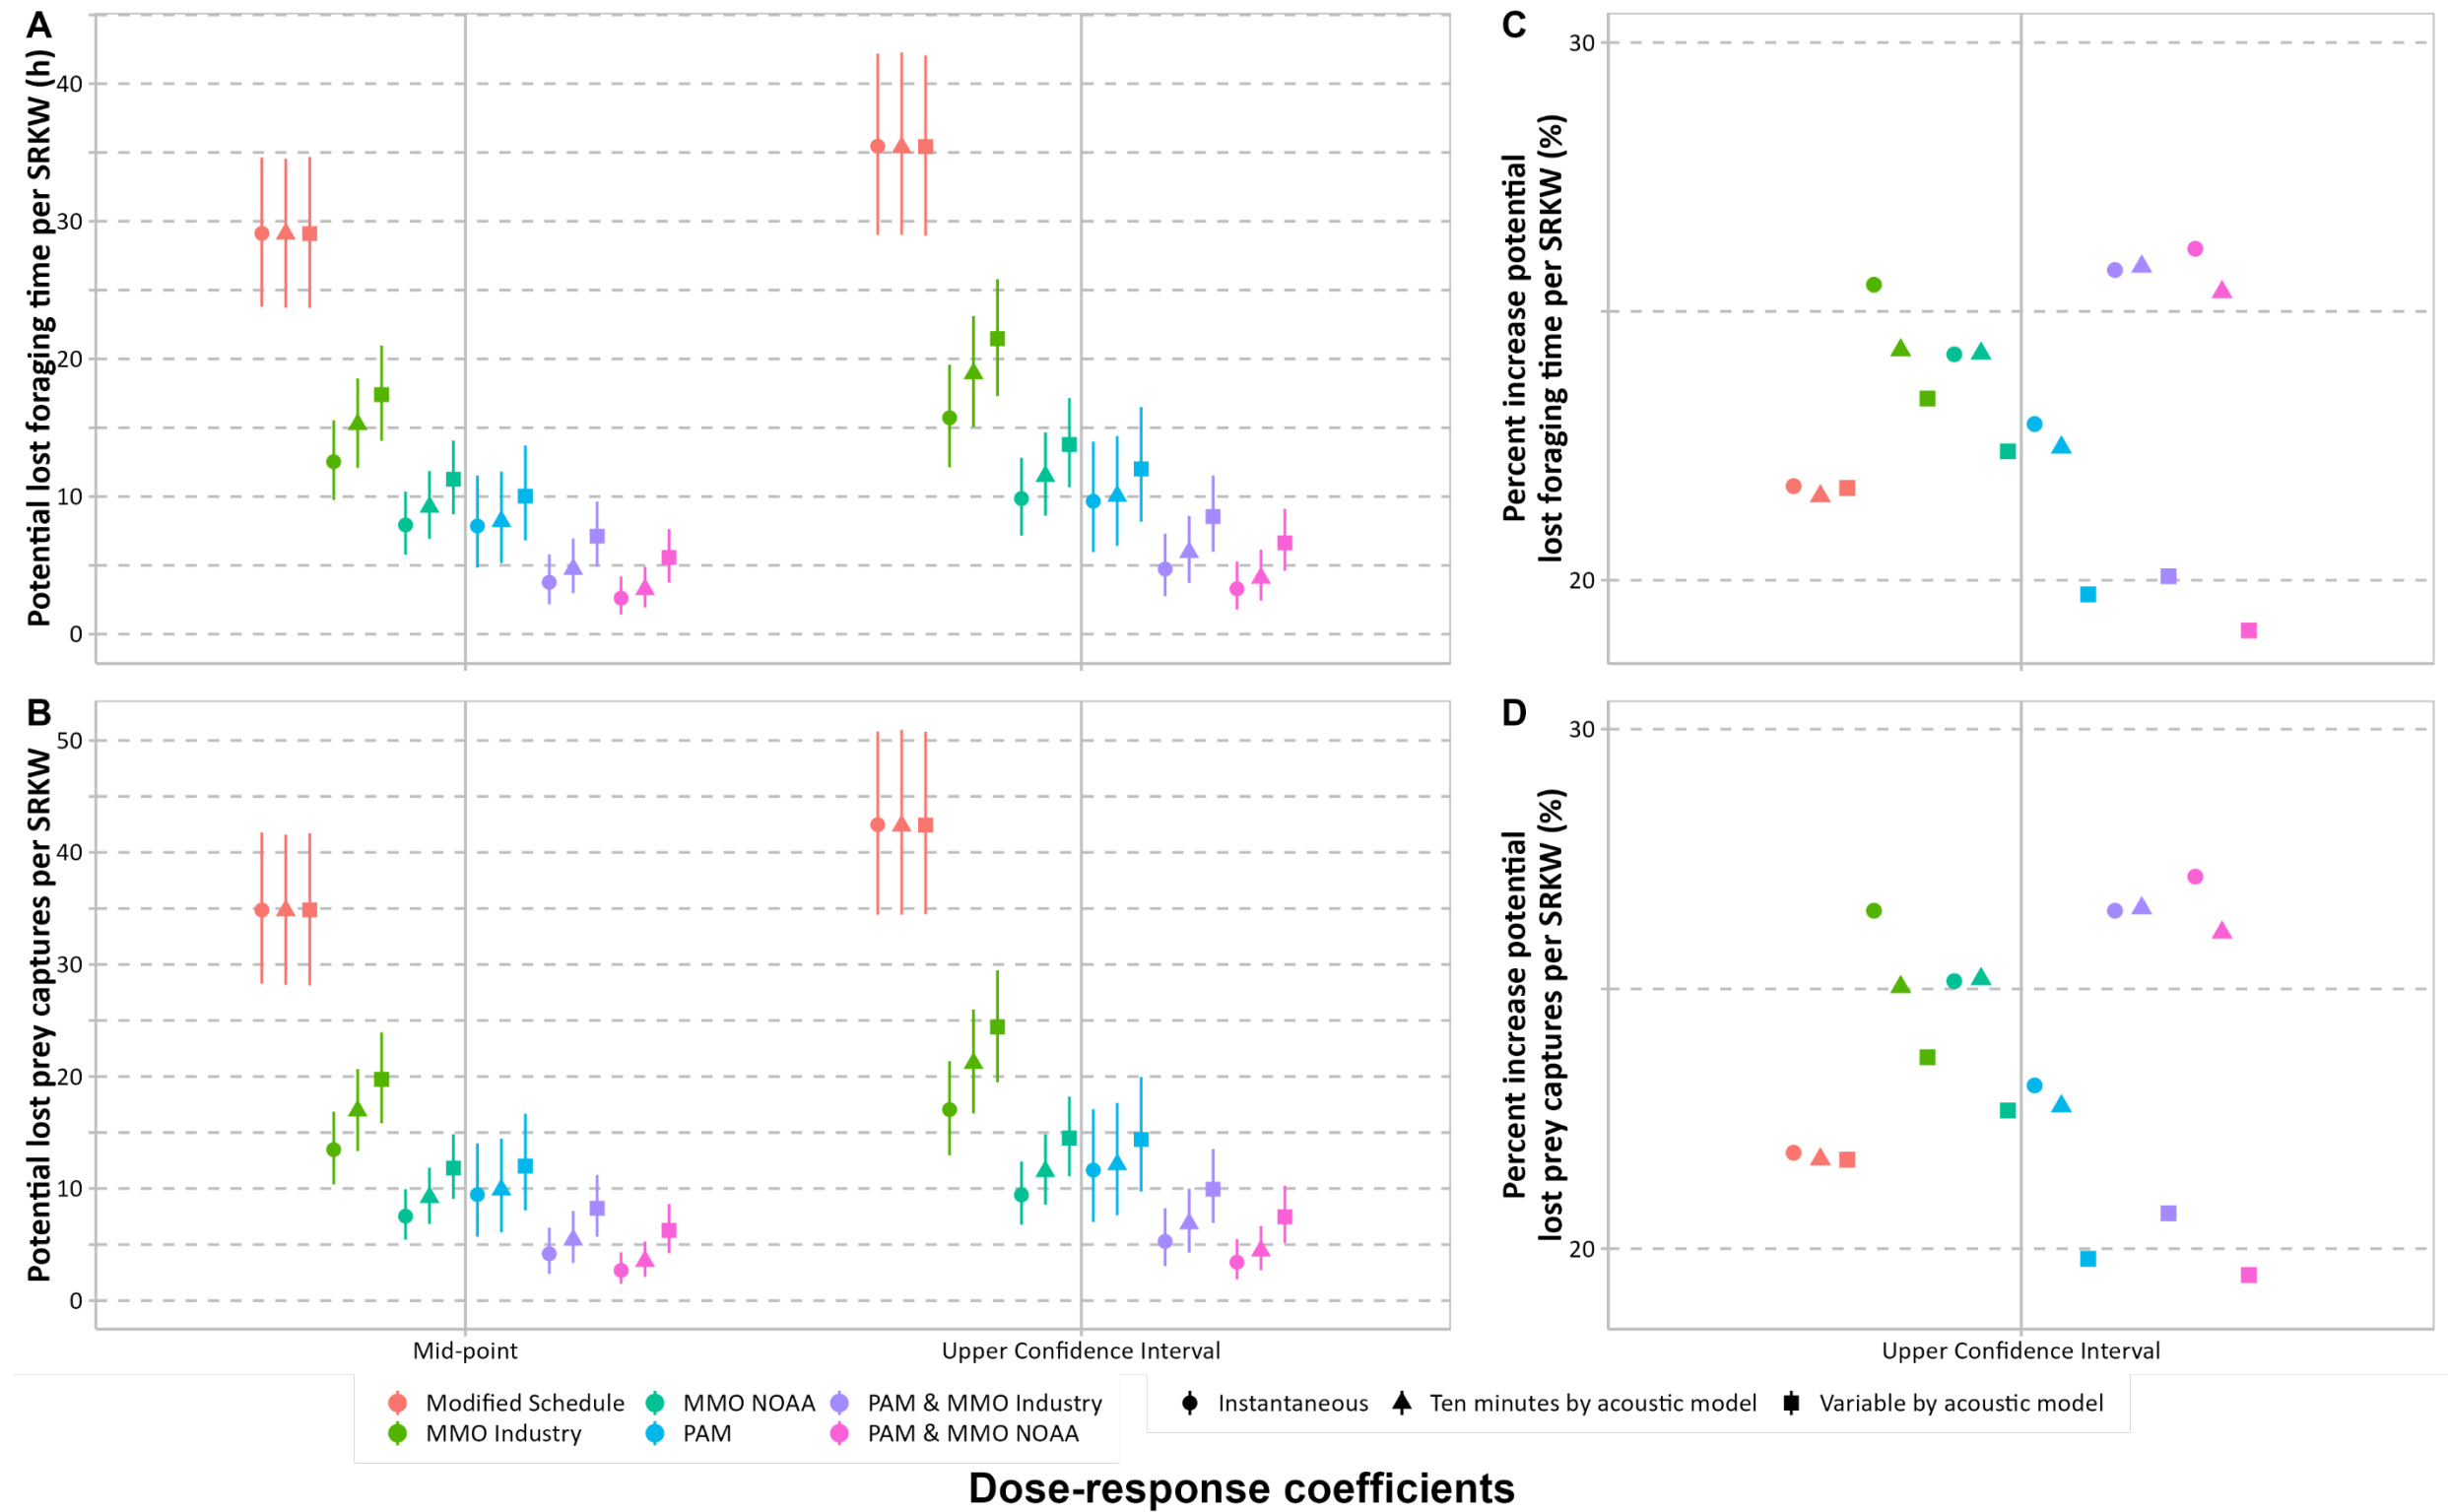 A
Potential lost foraging time per SRKW (h)
40
30
20
10
0
B
Potential lost prey captures per SRKW
50
40
30
20
10
0
Mid-point
Upper Confidence Interval
C
Percent increase potential
lost foraging time per SRKW (%)
30
20
D
Percent increase potential
lost prey captures per SRKW (%)
30
20
Upper Confidence Interval
Modified Schedule
MMO NOAA
PAM & MMO Industry
MMO Industry
PAM
PAM & MMO NOAA
Instantaneous
Ten minutes by acoustic model
Variable by acoustic model
Dose-response coefficients